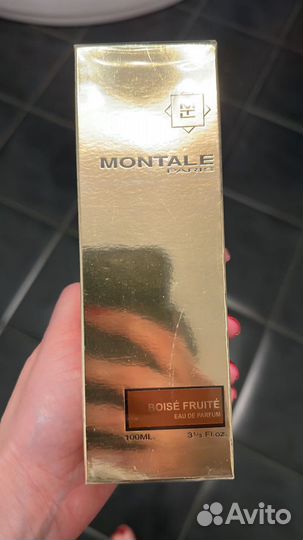 MONTALE
PARIS
BOISÉ FRUITÉ
EAU DE PARFUM
100ML. 3⅓ Fl.oz.
Avito